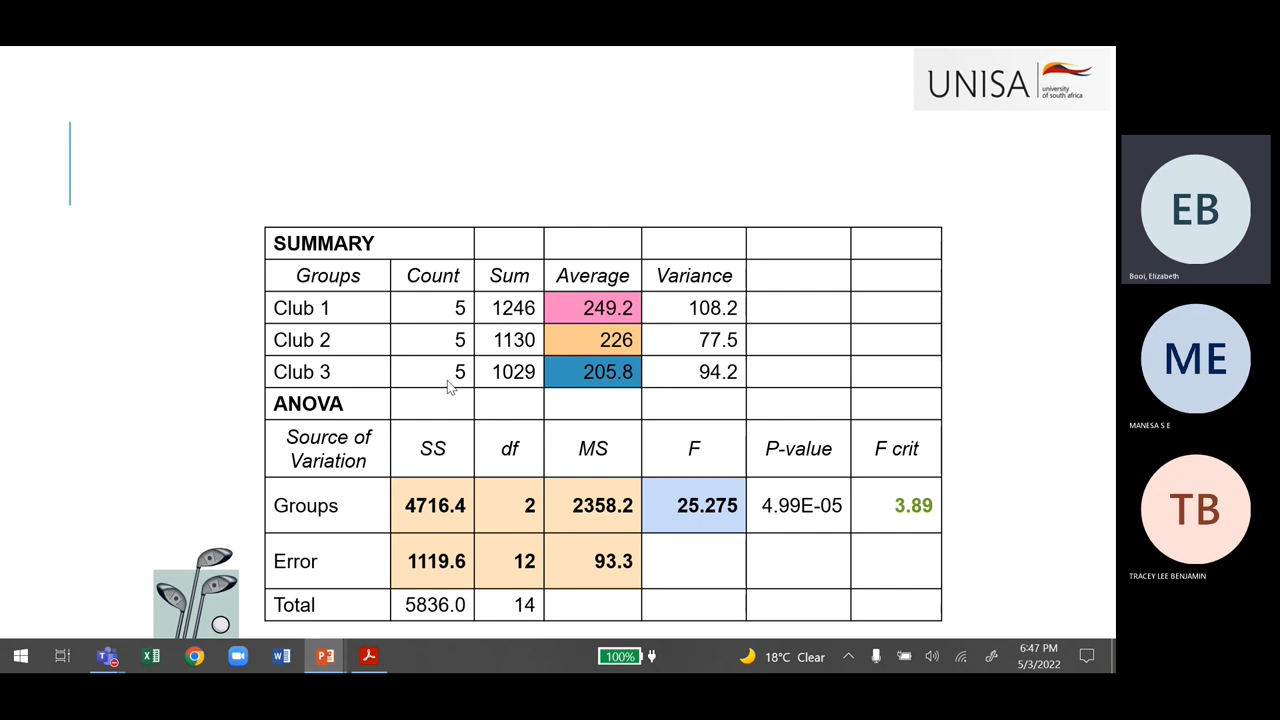 UNISA
university
of south africa
SUMMARY
Groups Count Sum Average Variance
Club 1 5 1246 249.2 108.2
Club 2 5 1130 226 77.5
Club 3 5 1029 205.8 94.2
ANOVA
Source of
Variation SS df MS F P-value F crit
Groups 4716.4 2 2358.2 25.275 4.99E-05 3.89
Error 1119.6 12 93.3
Total 5836.0 14
EB
Booi, Elizabeth
ME
MANESA S E
TB
TRACEY LEE BENJAMIN
100% 18°C Clear 6:47 PM
5/3/2022